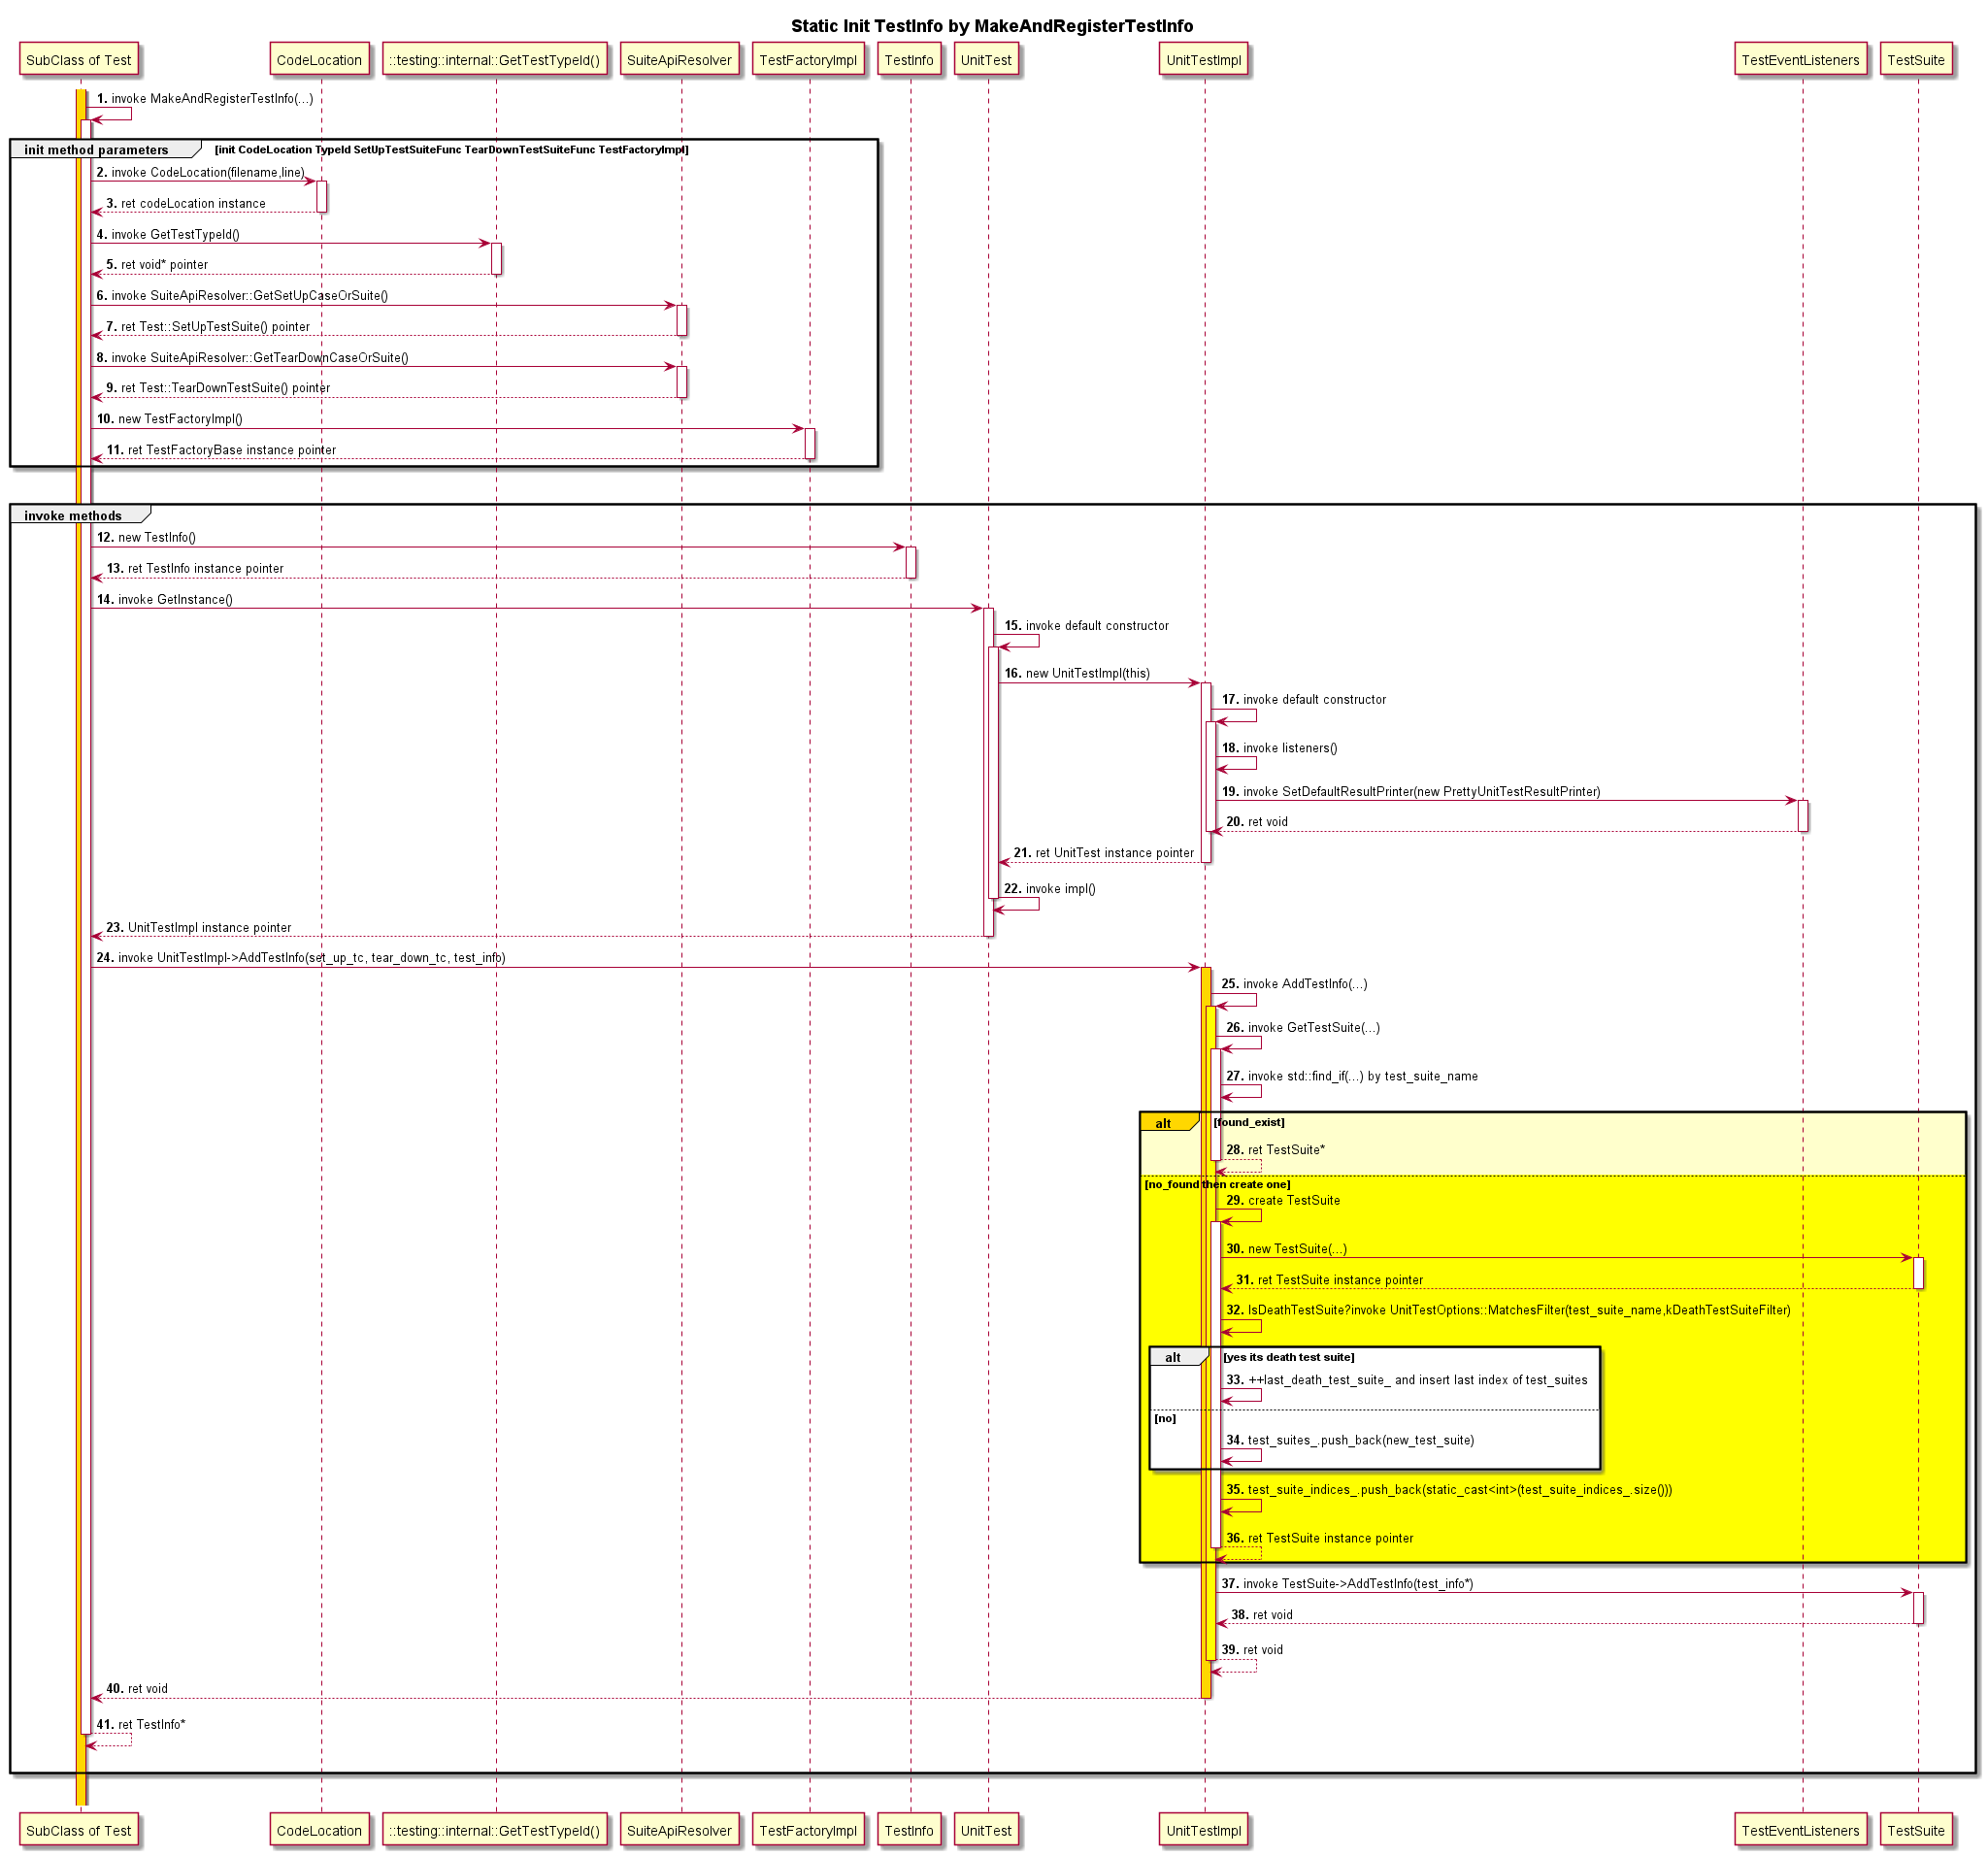 Static Init TestInfo by MakeAndRegisterTestInfo
SubClass of Test
CodeLocation
::testing::internal::GetTestTypeId()
SuiteApiResolver
TestFactoryImpl
TestInfo
UnitTest
UnitTestImpl
TestEventListeners
TestSuite
1. invoke MakeAndRegisterTestInfo(...)
init method parameters [init CodeLocation TypeId SetUpTestSuiteFunc TearDownTestSuiteFunc TestFactoryImpl]
2. invoke CodeLocation(filename,line)
3. ret codeLocation instance
4. invoke GetTestTypeId()
5. ret void* pointer
6. invoke SuiteApiResolver::GetSetUpCaseOrSuite()
7. ret Test::SetUpTestSuite() pointer
8. invoke SuiteApiResolver::GetTearDownCaseOrSuite()
9. ret Test::TearDownTestSuite() pointer
10. new TestFactoryImpl()
11. ret TestFactoryBase instance pointer
invoke methods
12. new TestInfo()
13. ret TestInfo instance pointer
14. invoke GetInstance()
15. invoke default constructor
16. new UnitTestImpl(this)
17. invoke default constructor
18. invoke listeners()
19. invoke SetDefaultResultPrinter(new PrettyUnitTestResultPrinter)
20. ret void
21. ret UnitTest instance pointer
22. invoke impl()
23. UnitTestImpl instance pointer
24. invoke UnitTestImpl->AddTestInfo(set_up_tc, tear_down_tc, test_info)
25. invoke AddTestInfo(...)
26. invoke GetTestSuite(...)
27. invoke std::find_if(...) by test_suite_name
alt [found_exist]
28. ret TestSuite*
[no_found then create one]
29. create TestSuite
30. new TestSuite(...)
31. ret TestSuite instance pointer
32. IsDeathTestSuite?invoke UnitTestOptions::MatchesFilter(test_suite_name,kDeathTestSuiteFilter)
alt [yes its death test suite]
33. ++last_death_test_suite_ and insert last index of test_suites
[no]
34. test_suites_.push_back(new_test_suite)
35. test_suite_indices_.push_back(static_cast<int>(test_suite_indices_.size()))
36. ret TestSuite instance pointer
37. invoke TestSuite->AddTestInfo(test_info*)
38. ret void
39. ret void
40. ret void
41. ret TestInfo*
SubClass of Test
CodeLocation
::testing::internal::GetTestTypeId()
SuiteApiResolver
TestFactoryImpl
TestInfo
UnitTest
UnitTestImpl
TestEventListeners
TestSuite